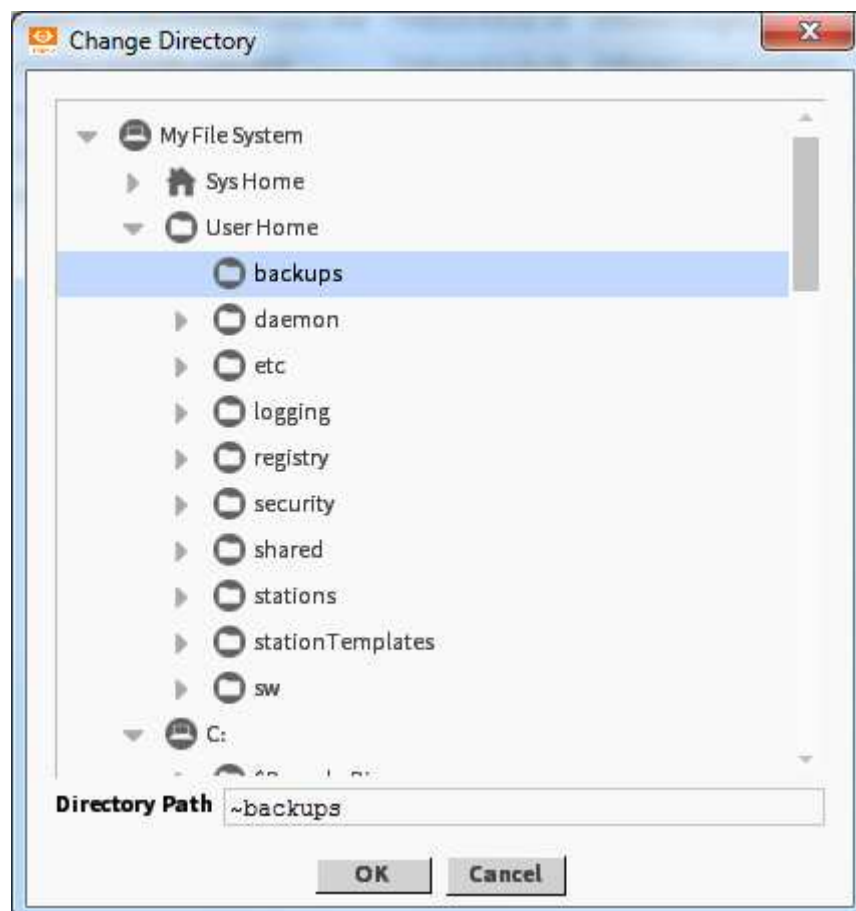 Change Directory
My File System
Sys Home
User Home
backups
daemon
etc
logging
registry
security
shared
stations
stationTemplates
sw
C:
Directory Path ~backups
OK Cancel